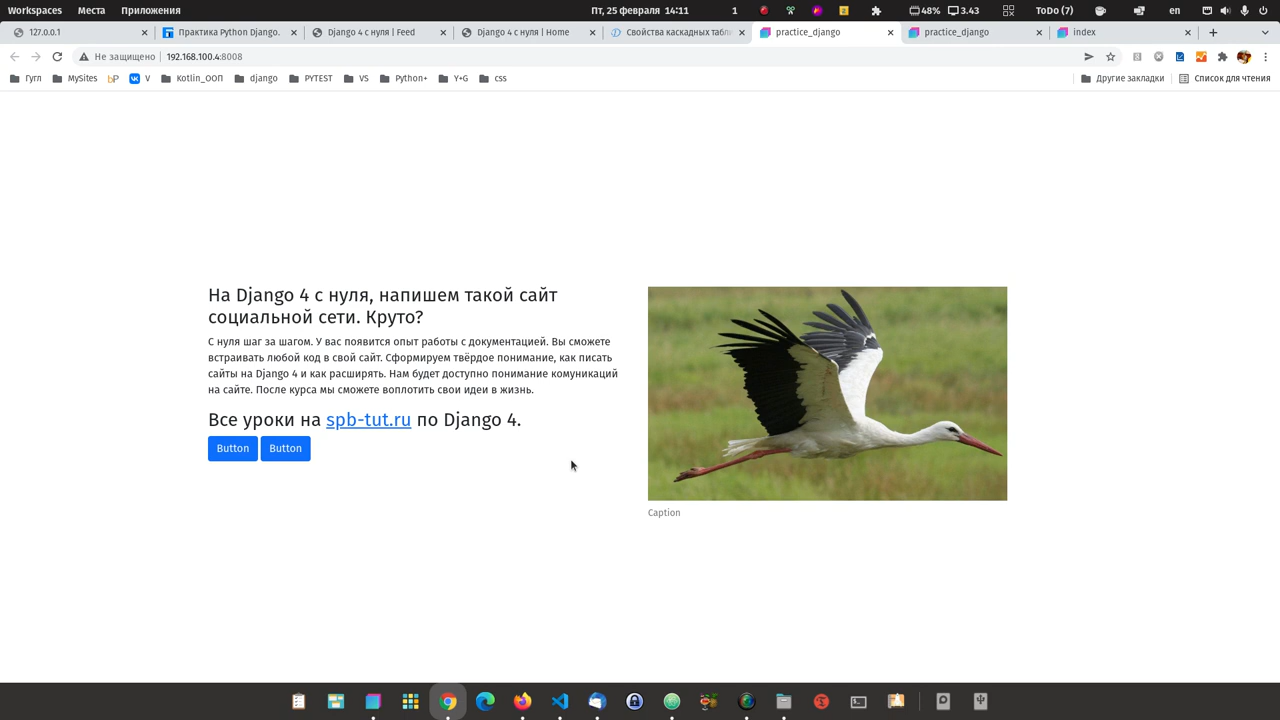 Workspaces Места Приложения Пт, 25 февраля 14:11 1 48% 3.43 ToDo (7) en
127.0.0.1 Практика Python Django. Django 4 с нуля | Feed Django 4 с нуля | Home Свойства каскадных табл practice_django practice_django index
Не защищено 192.168.100.4:8008
Гугл MySites bP V Kotlin_ООП django PYTEST VS Python+ Y+G css Другие закладки Список для чтения
На Django 4 с нуля, напишем такой сайт
социальной сети. Круто?
С нуля шаг за шагом. У вас появится опыт работы с документацией. Вы сможете
встраивать любой код в свой сайт. Сформируем твёрдое понимание, как писать
сайты на Django 4 и как расширять. Нам будет доступно понимание комуникаций
на сайте. После курса мы сможете воплотить свои идеи в жизнь.
Все уроки на spb-tut.ru по Django 4.
Button Button
Caption